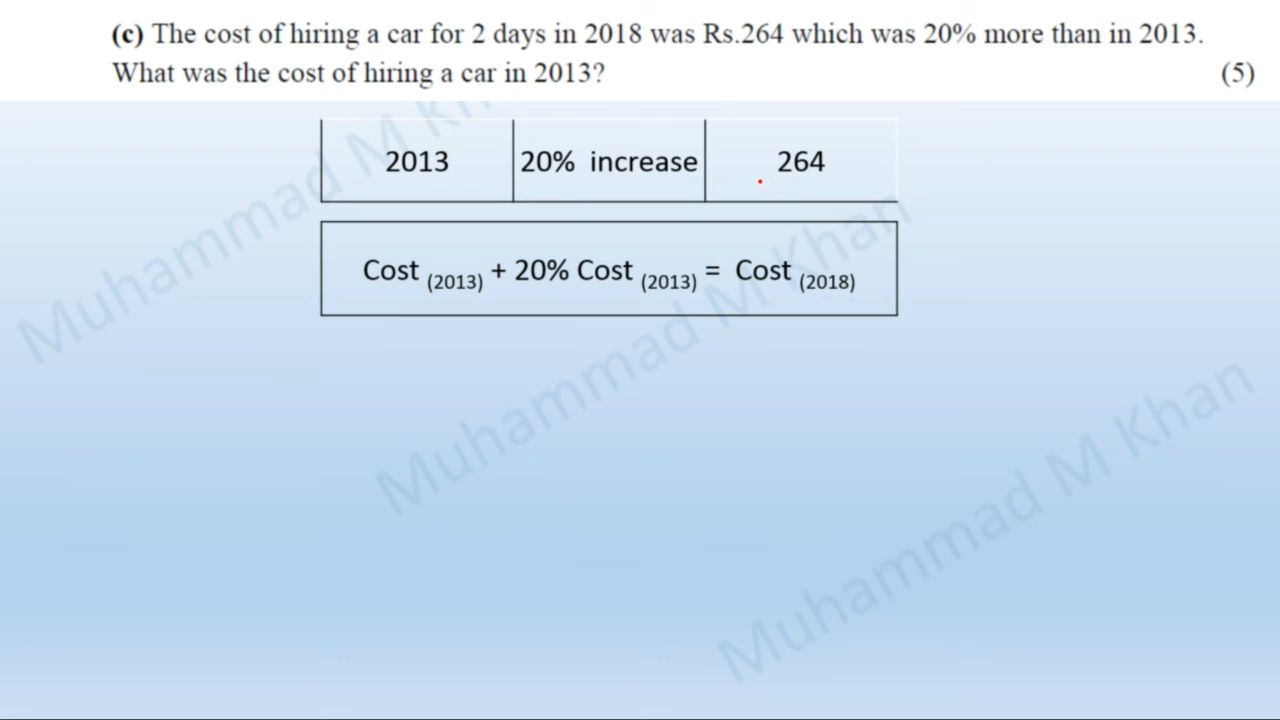 (c) The cost of hiring a car for 2 days in 2018 was Rs.264 which was 20% more than in 2013.
What was the cost of hiring a car in 2013? (5)
2013 20% increase 264
Cost (2013) + 20% Cost (2013) = Cost (2018)
Muhammad M Khan
Muhammad M Khan
Muhammad M Khan